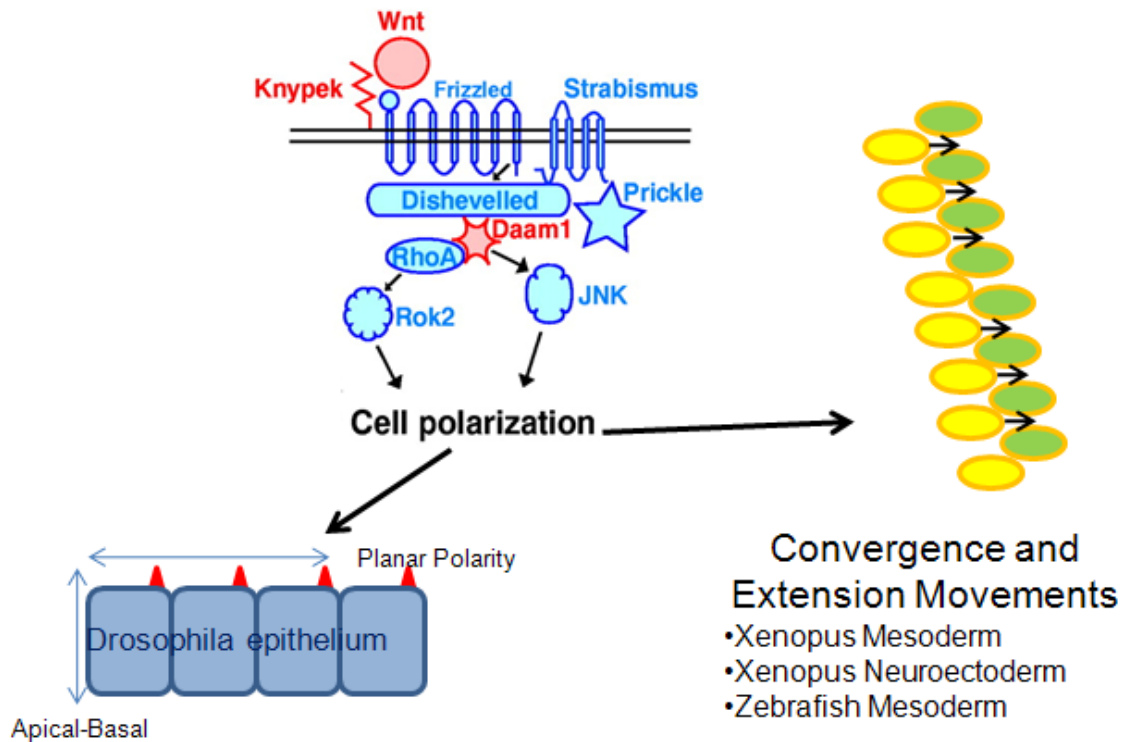 Wnt
Knypek
Frizzled
Strabismus
Dishevelled
Prickle
Daam1
RhoA
JNK
Rok2
Cell polarization
Planar Polarity
Drosophila epithelium
Apical-Basal
Convergence and
Extension Movements
•Xenopus Mesoderm
•Xenopus Neuroectoderm
•Zebrafish Mesoderm